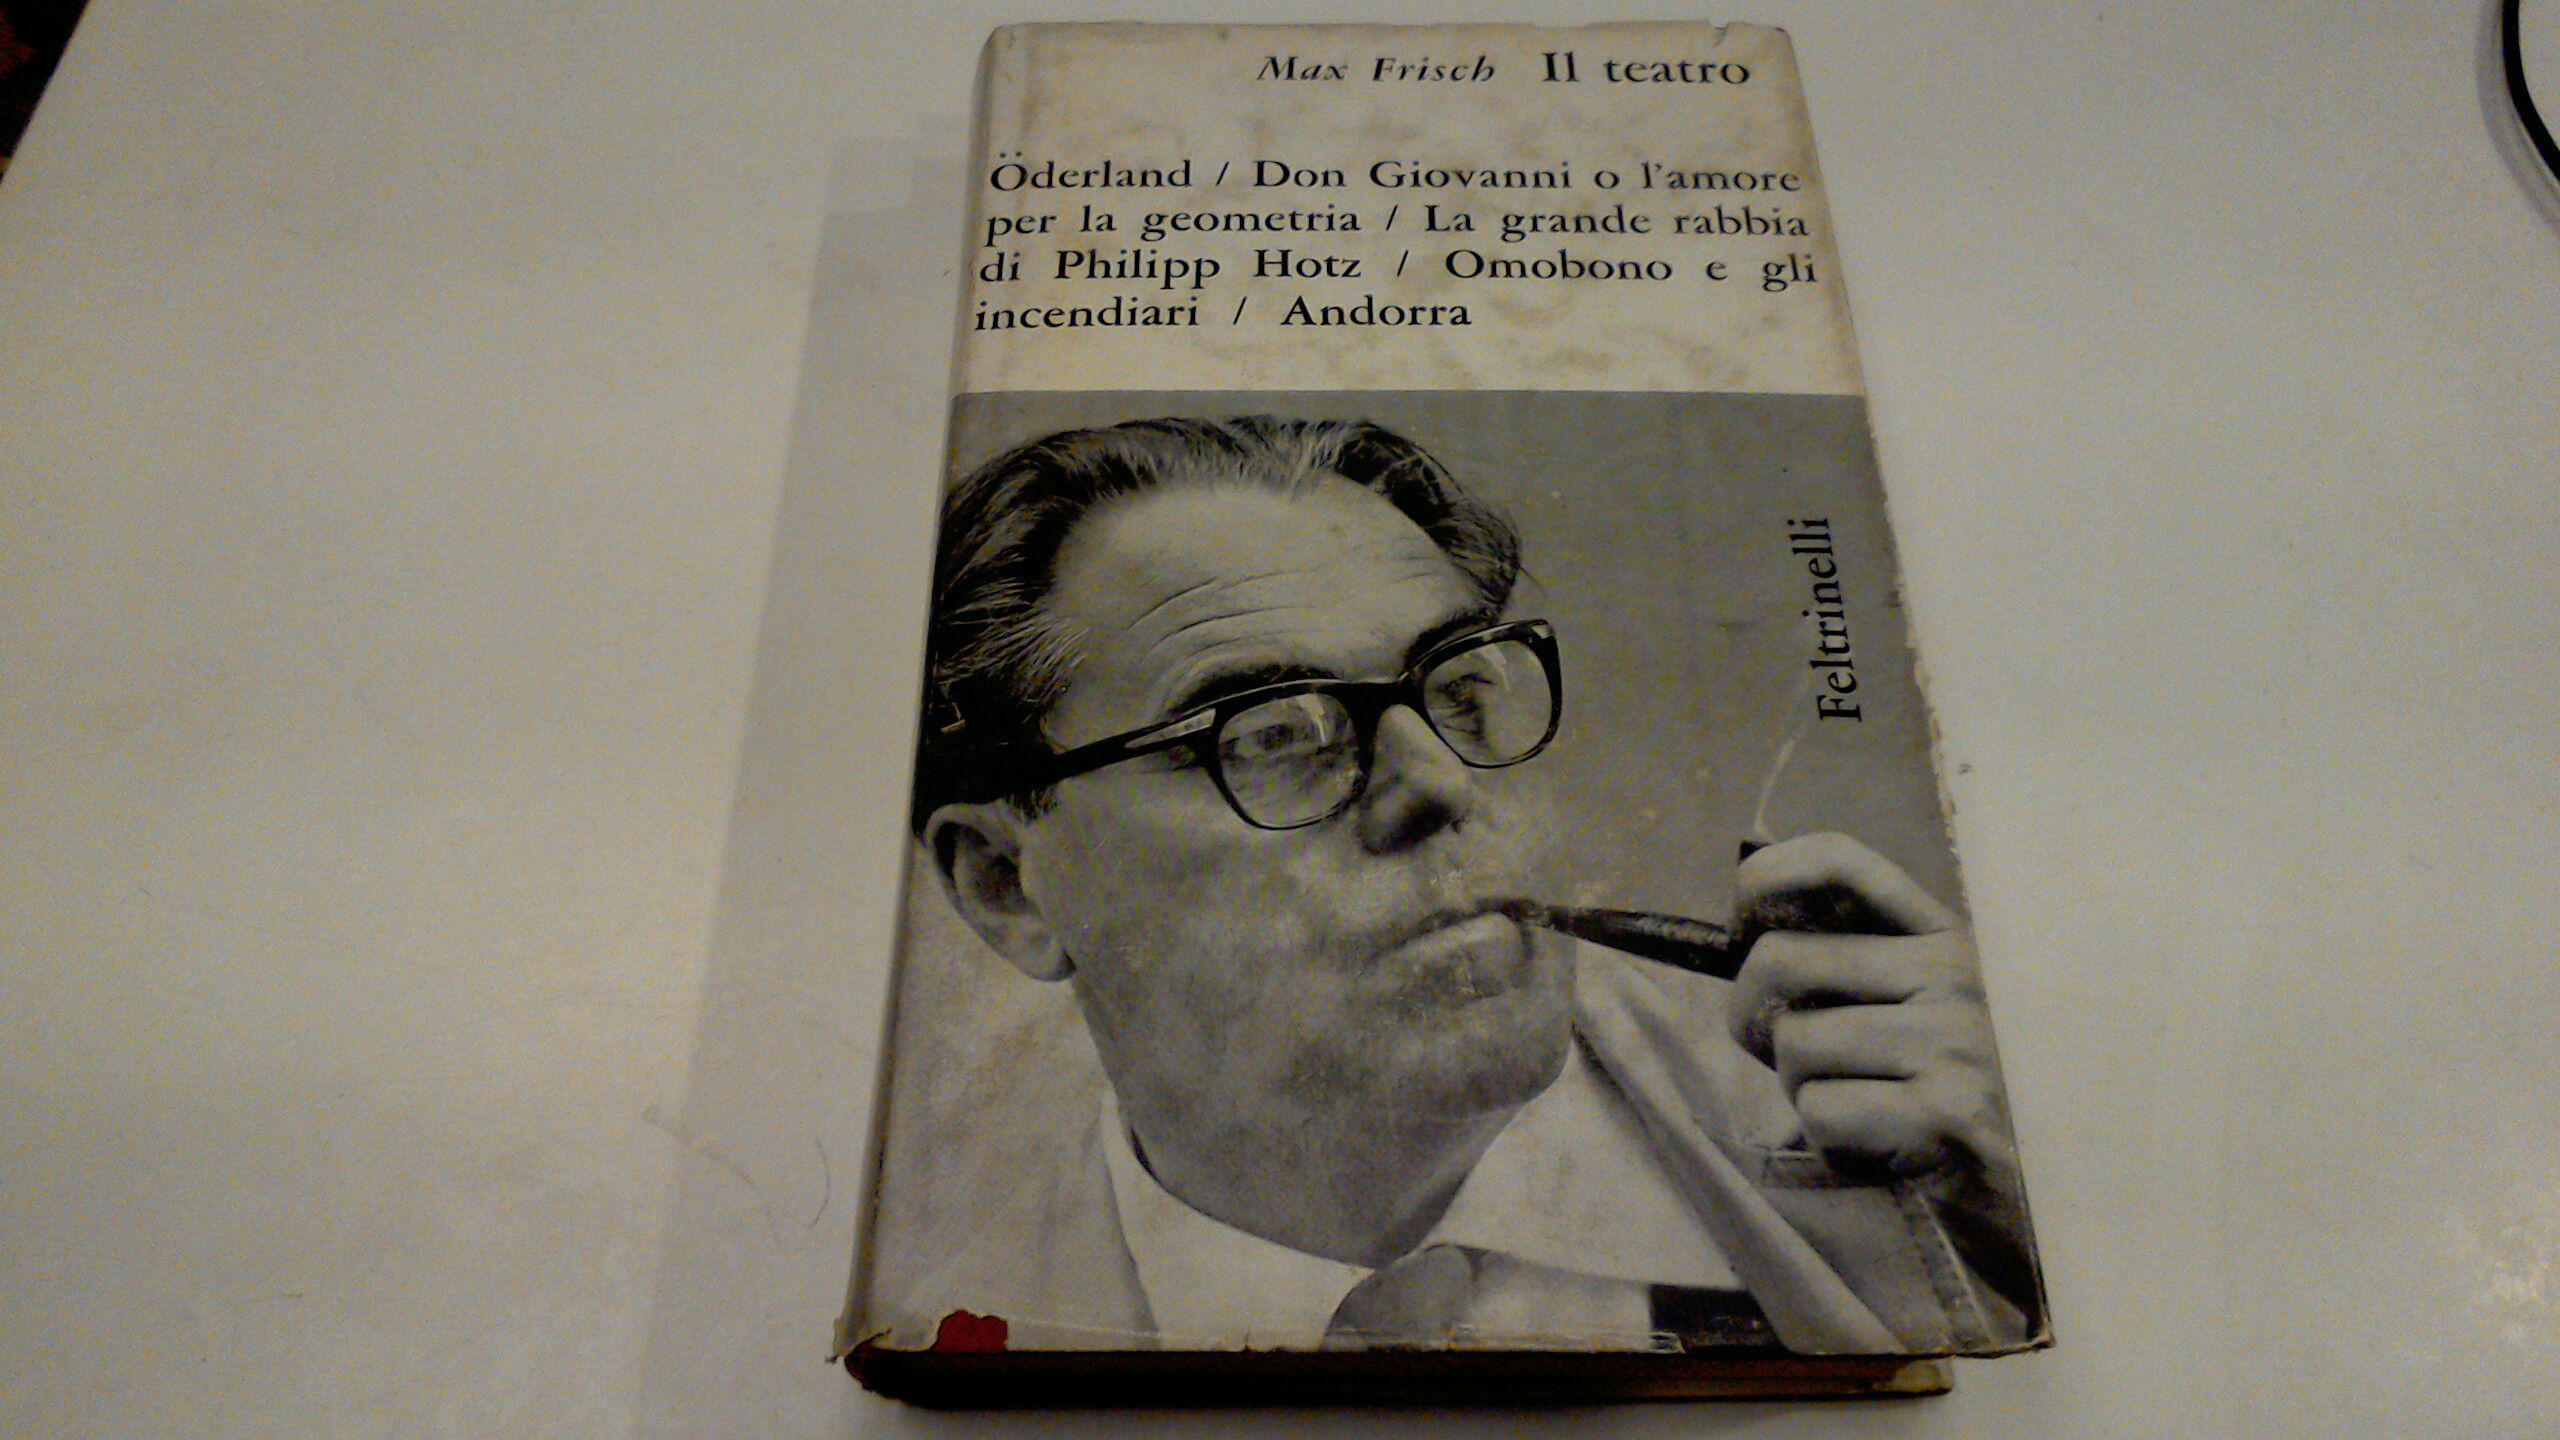 Max Frisch Il teatro
Öderland / Don Giovanni o l'amore
per la geometria / La grande rabbia
di Philipp Hotz / Omobono e gli
incendiari / Andorra
Feltrinelli